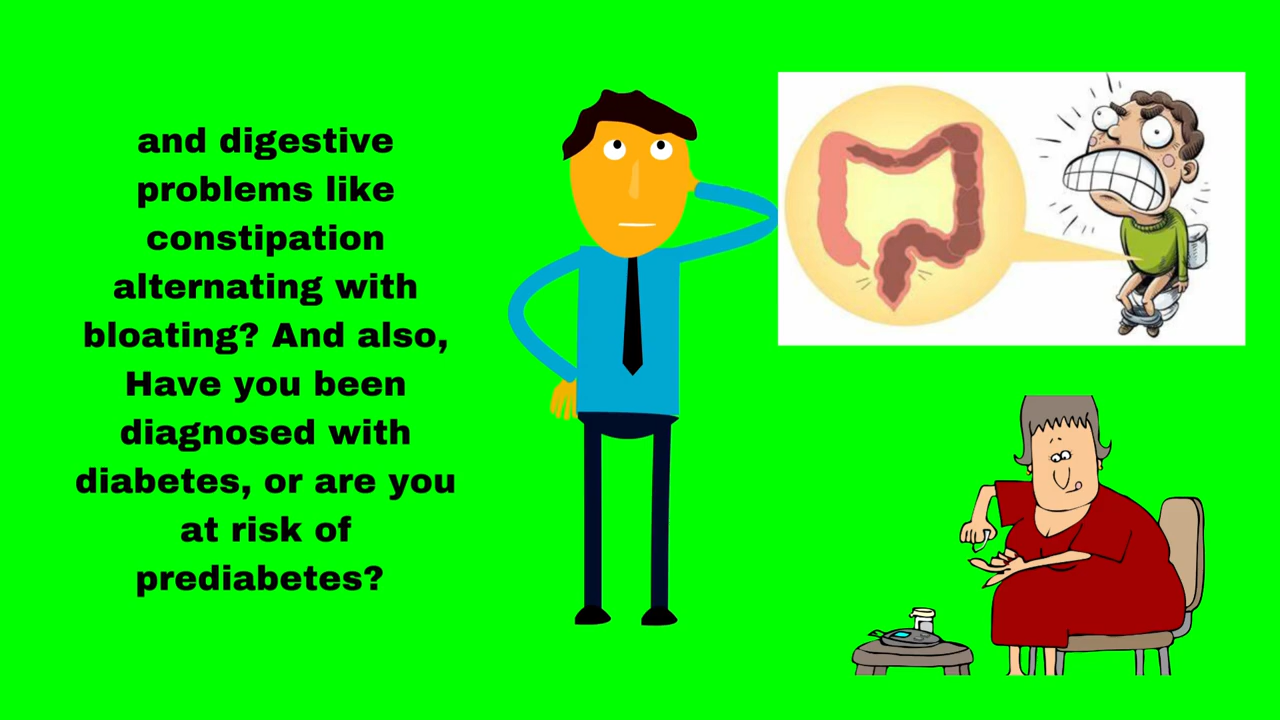 and digestive
problems like
constipation
alternating with
bloating? And also,
Have you been
diagnosed with
diabetes, or are you
at risk of
prediabetes?